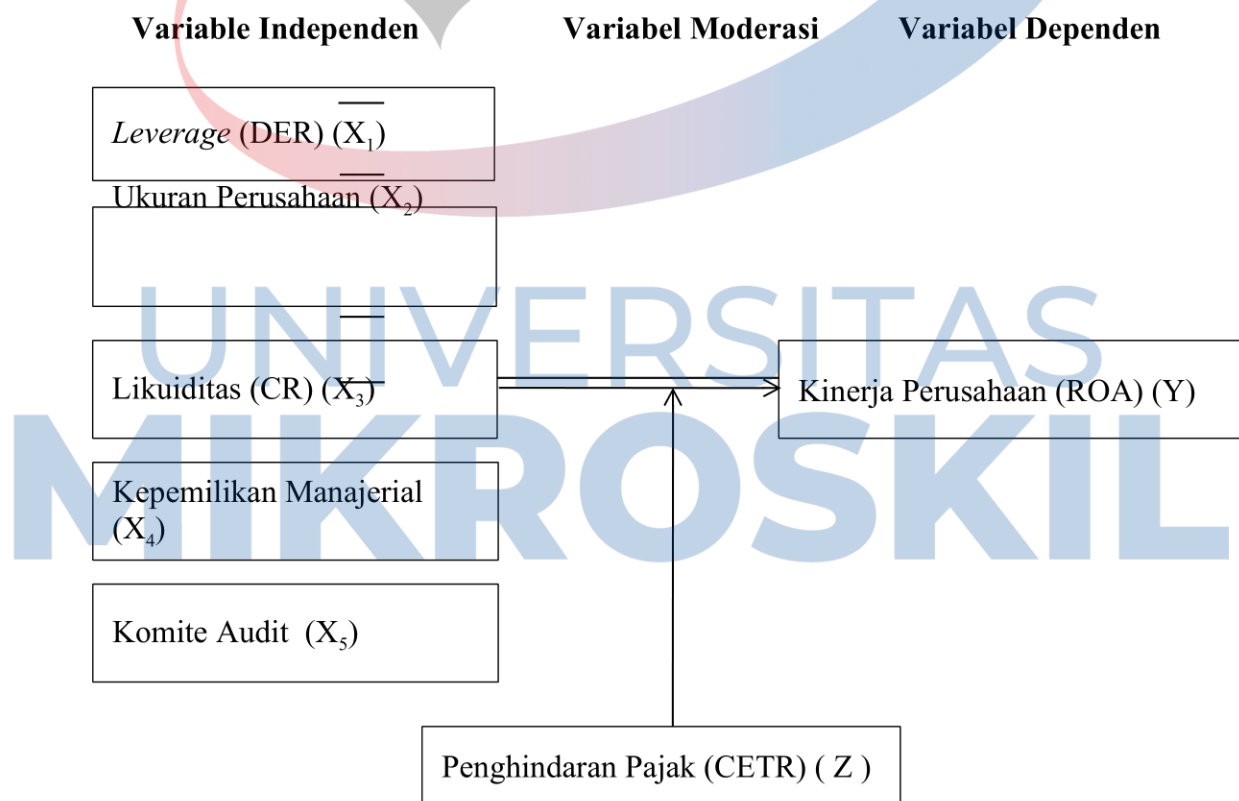 Variable Independen Variabel Moderasi Variabel Dependen
Leverage (DER) (X₁)
Ukuran Perusahaan (X₂)
UNIVERSITAS
Likuiditas (CR) (X₃)
Kinerja Perusahaan (ROA) (Y)
MIKROSKIL
Kepemilikan Manajerial
(X₄)
Komite Audit (X₅)
Penghindaran Pajak (CETR) ( Z )